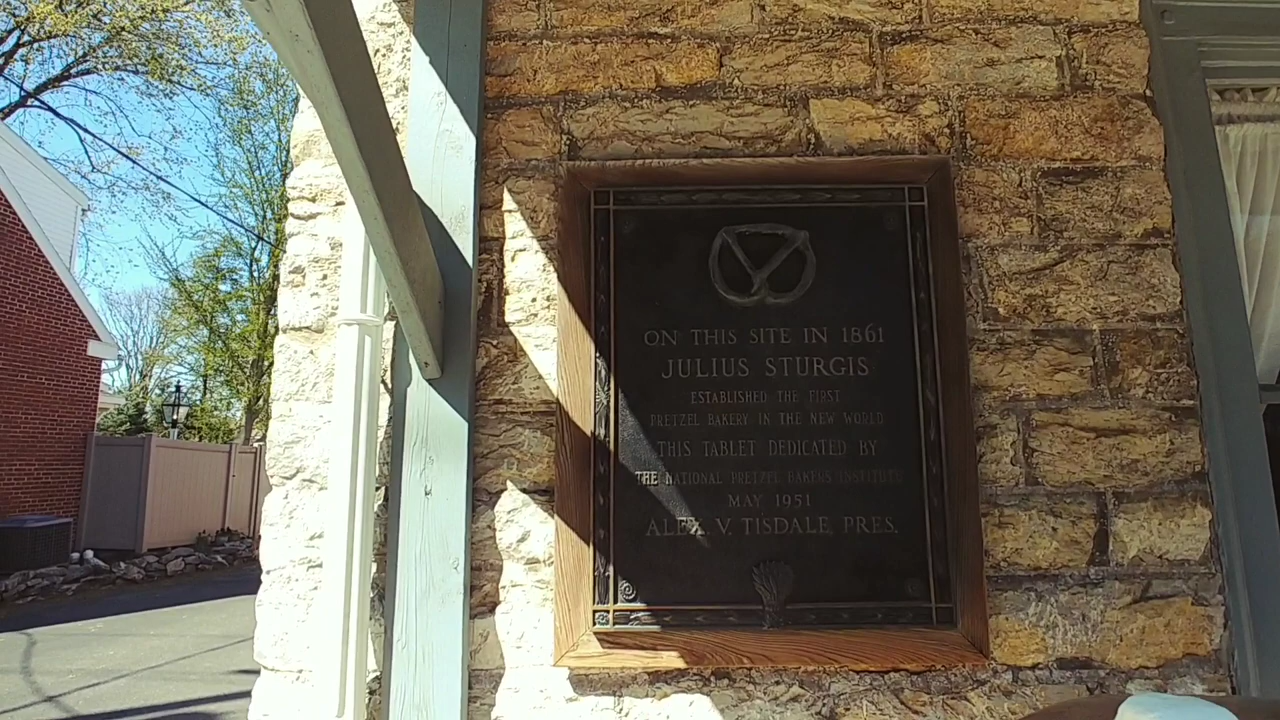 ON THIS SITE IN 1861
JULIUS STURGIS
ESTABLISHED THE FIRST
PRETZEL BAKERY IN THE NEW WORLD
THIS TABLET DEDICATED BY
THE NATIONAL PRETZEL BAKERS INSTITUTE
MAY 1951
ALEX. V. TISDALE, PRES.